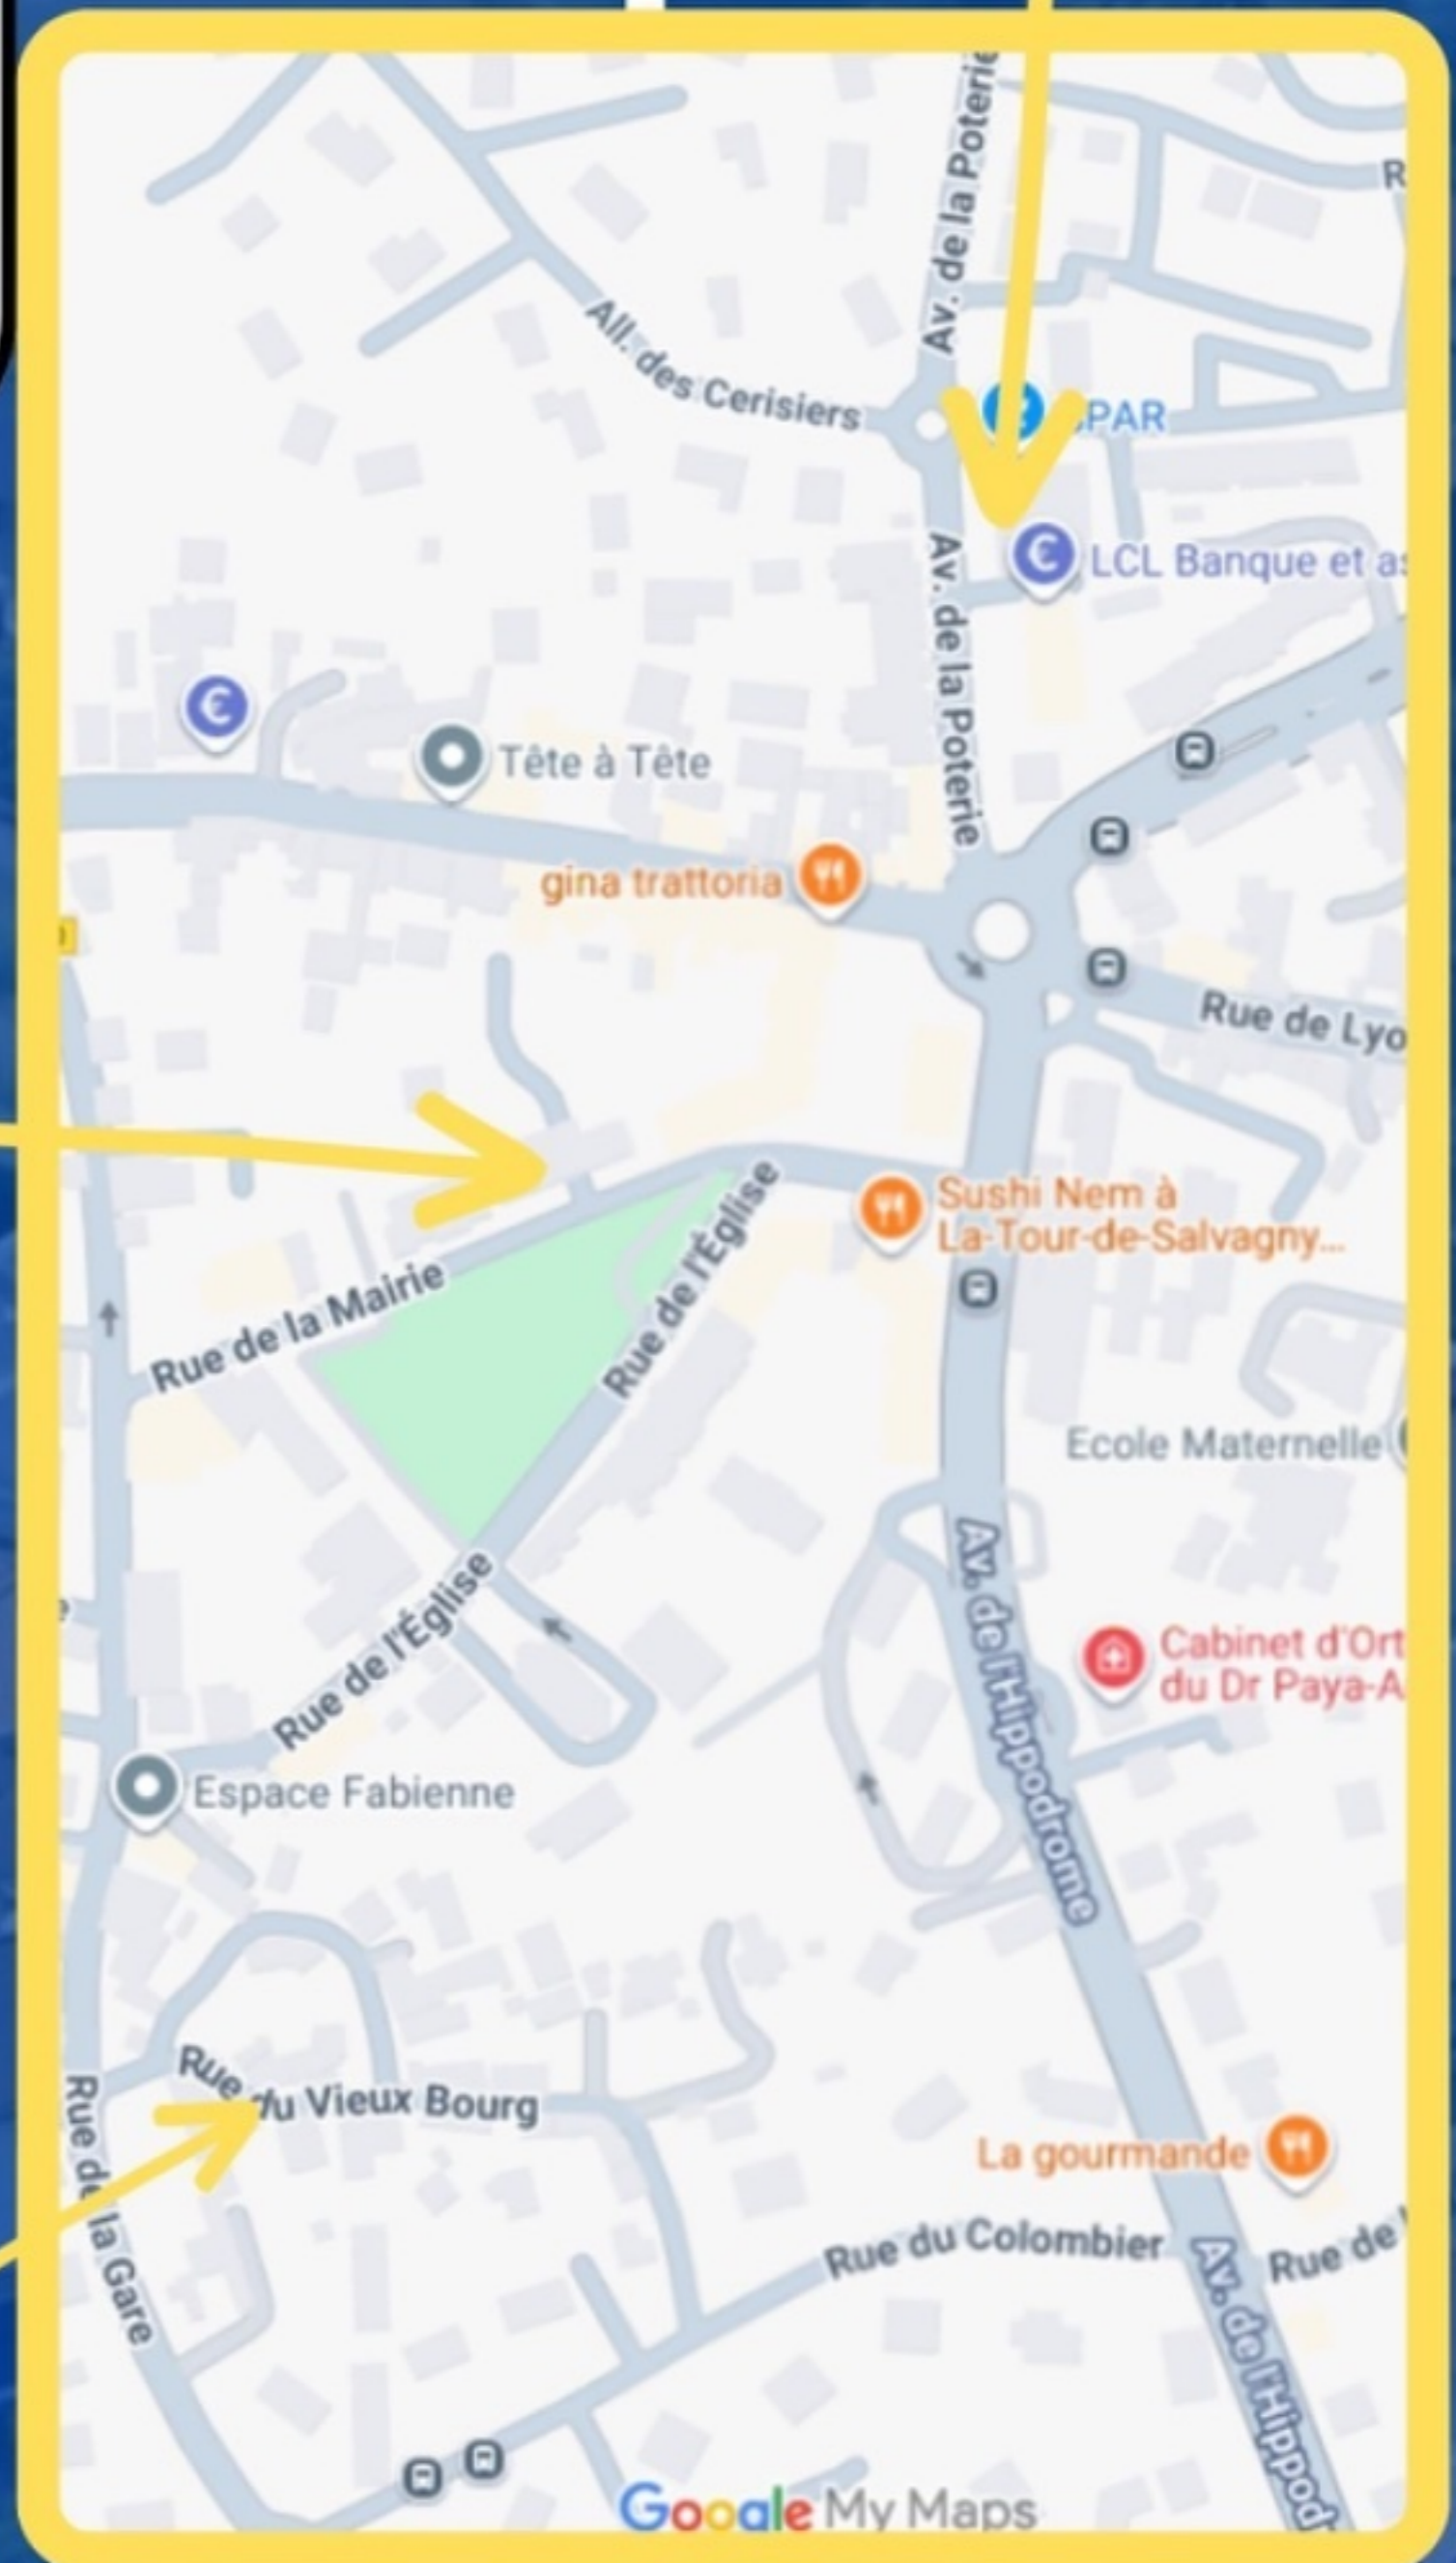 Av. de la Poterie
R
All. des Cerisiers
SPAR
Av. de la Poterie
LCL Banque et as
Tête à Tête
gina trattoria
Rue de Lyo
Sushi Nem à
La-Tour-de-Salvagny...
Rue de l'Église
Rue de la Mairie
Ecole Maternelle
Av. de l'Hippodrome
Rue de l'Église
Cabinet d'Ort
du Dr Paya-A
Espace Fabienne
Rue du Vieux Bourg
Rue de la Gare
La gourmande
Rue du Colombier
Rue de
Av. de l'Hippod
Google My Maps